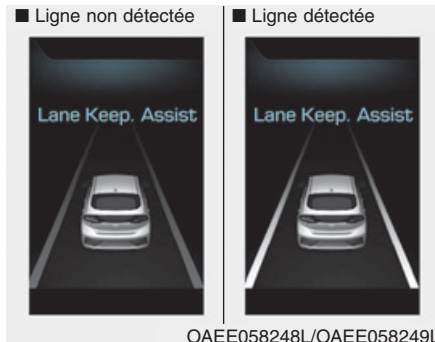 ■ Ligne non détectée
■ Ligne détectée
Lane Keep. Assist
Lane Keep. Assist
OAEE058248L/OAEE058249L